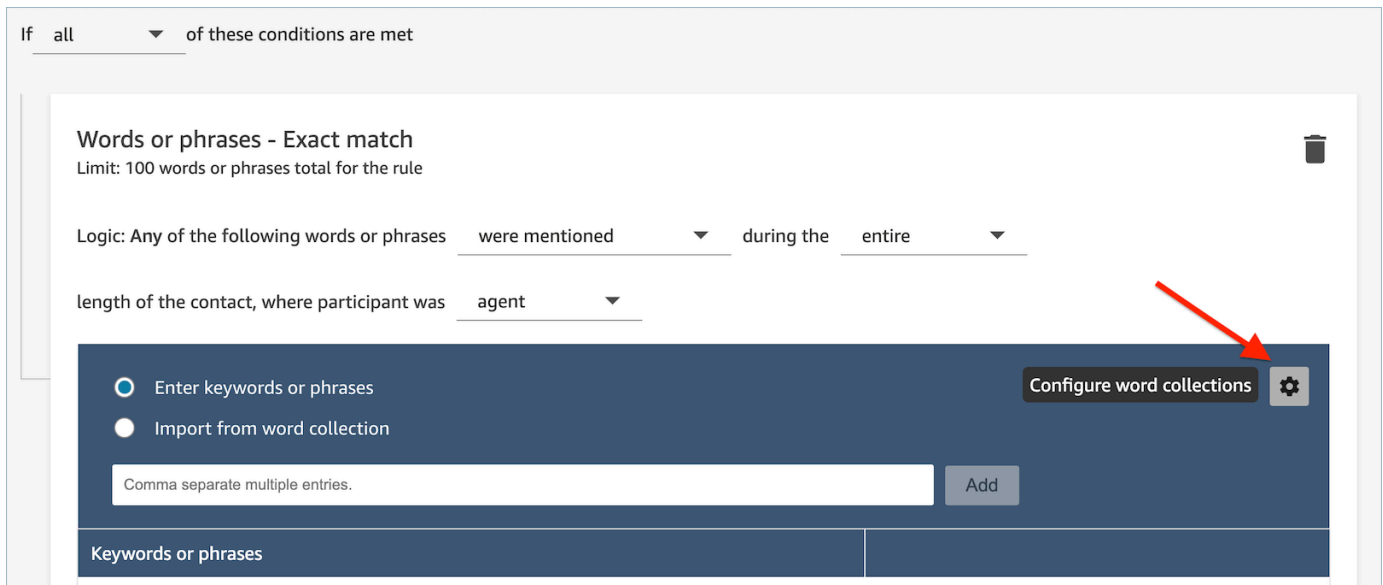 If all of these conditions are met
Words or phrases - Exact match
Limit: 100 words or phrases total for the rule
Logic: Any of the following words or phrases were mentioned during the entire
length of the contact, where participant was agent
Enter keywords or phrases
Configure word collections
Import from word collection
Comma separate multiple entries.
Add
Keywords or phrases